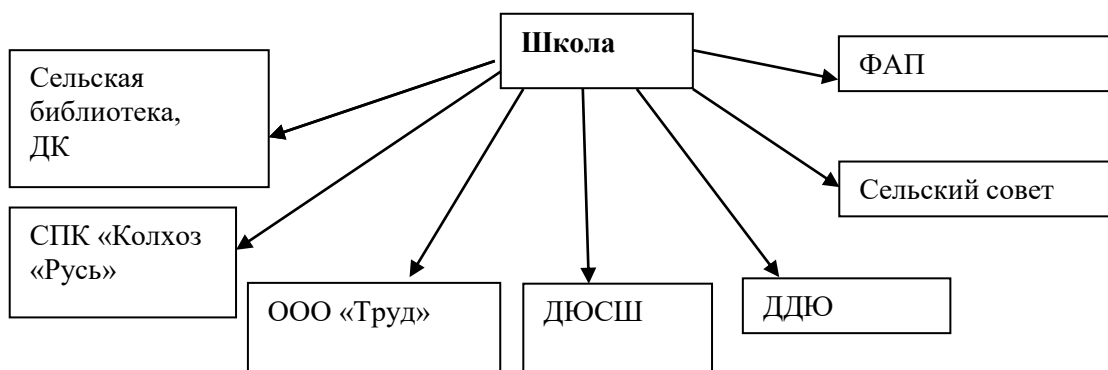 Школа
ФАП
Сельская
библиотека,
ДК
Сельский совет
СПК «Колхоз
«Русь»
ООО «Труд»
ДЮСШ
ДДЮ